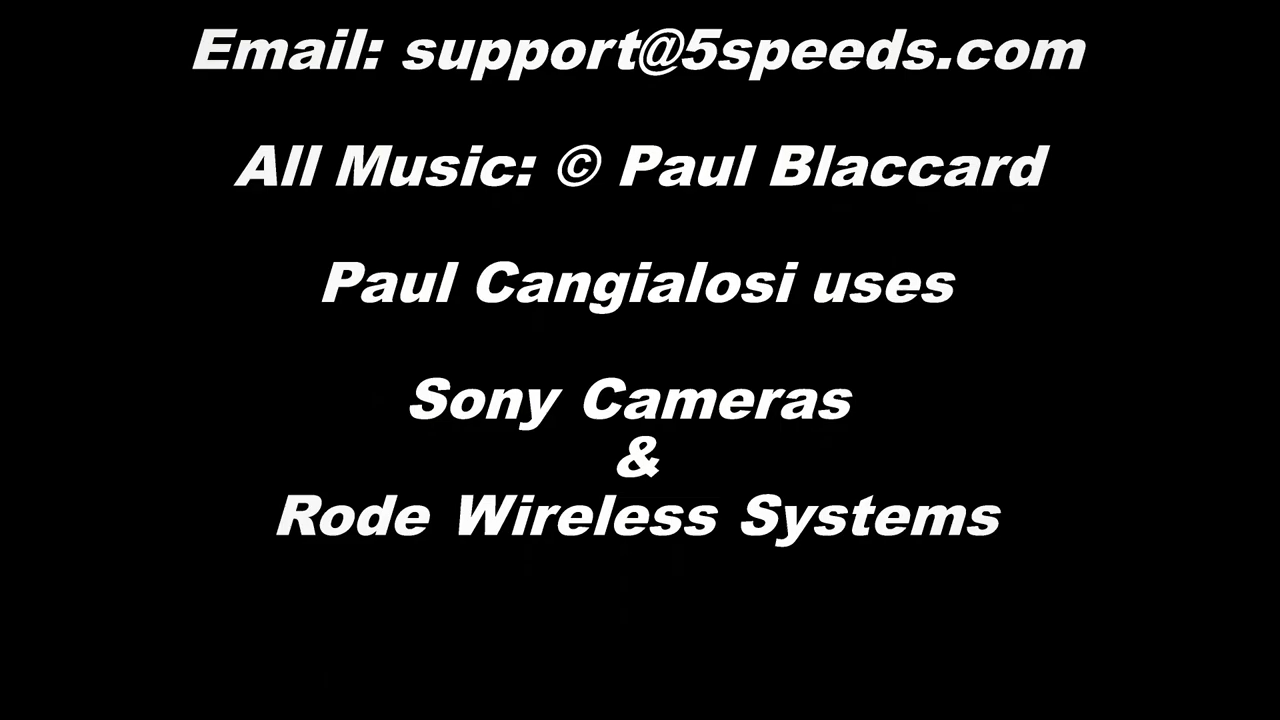 Email: support@5speeds.com
All Music: © Paul Blaccard
Paul Cangialosi uses
Sony Cameras
&
Rode Wireless Systems